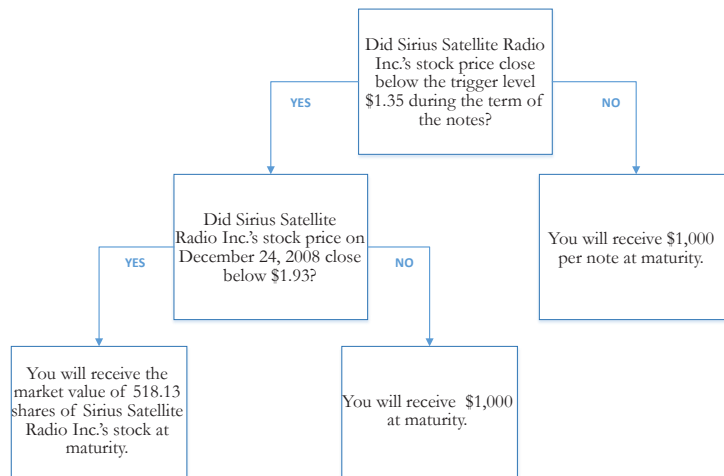 Did Sirius Satellite Radio
Inc.'s stock price close
below the trigger level
$1.35 during the term of
the notes?
YES
NO
Did Sirius Satellite
Radio Inc.'s stock price on
December 24, 2008 close
below $1.93?
You will receive $1,000
per note at maturity.
YES
NO
You will receive the
market value of 518.13
shares of Sirius Satellite
Radio Inc.'s stock at
maturity.
You will receive $1,000
at maturity.